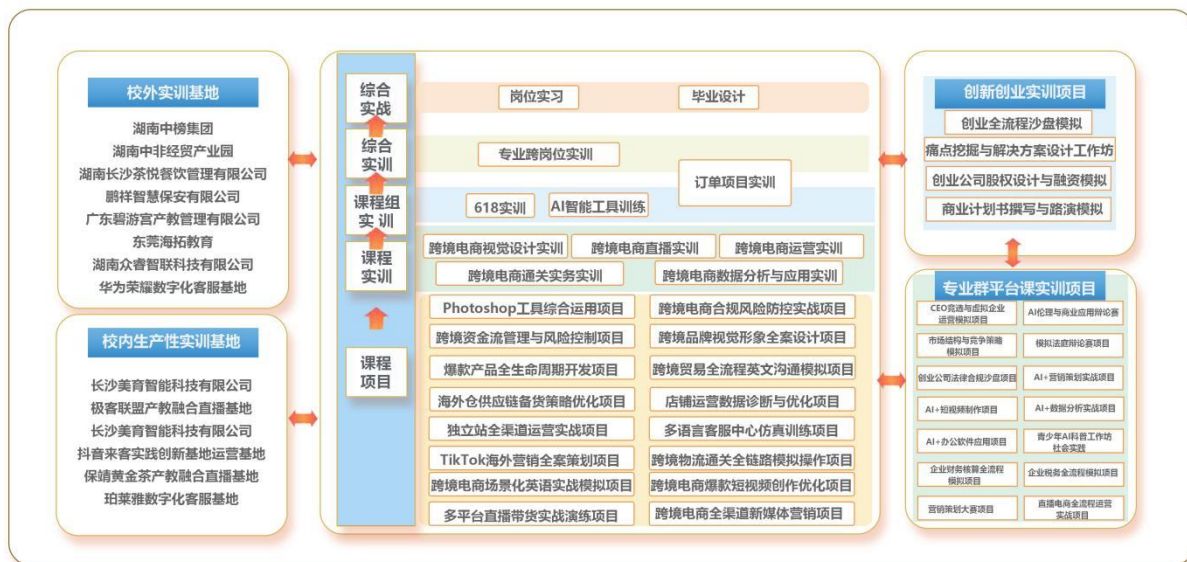 校外实训基地
湖南中榜集团
湖南中非经贸产业园
湖南长沙茶悦餐饮管理有限公司
鹏祥智慧保安有限公司
广东碧游宫产教管理有限公司
东莞海拓教育
湖南众睿智联科技有限公司
华为荣耀数字化客服基地
校内生产性实训基地
长沙美育智能科技有限公司
极客联盟产教融合直播基地
长沙美育智能科技有限公司
抖音来客实践创新基地运营基地
保靖黄金茶产教融合直播基地
珀莱雅数字化客服基地
综合
实战
岗位实习
毕业设计
综合
实训
专业跨岗位实训
订单项目实训
课程组
实 训
618实训
AI智能工具训练
课程
实训
跨境电商视觉设计实训
跨境电商直播实训
跨境电商运营实训
跨境电商通关实务实训
跨境电商数据分析与应用实训
课程
项目
Photoshop工具综合运用项目
跨境电商合规风险防控实战项目
跨境资金流管理与风险控制项目
跨境品牌视觉形象全案设计项目
爆款产品全生命周期开发项目
跨境贸易全流程英文沟通模拟项目
海外仓供应链备货策略优化项目
店铺运营数据诊断与优化项目
独立站全渠道运营实战项目
多语言客服中心仿真训练项目
TikTok海外营销全案策划项目
跨境物流通关全链路模拟操作项目
跨境电商场景化英语实战模拟项目
跨境电商爆款短视频创作优化项目
多平台直播带货实战演练项目
跨境电商全渠道新媒体营销项目
创新创业实训项目
创业全流程沙盘模拟
痛点挖掘与解决方案设计工作坊
创业公司股权设计与融资模拟
商业计划书撰写与路演模拟
专业群平台课实训项目
CEO竞选与虚拟企业
运营模拟项目
AI伦理与商业应用辩论赛
市场结构与竞争策略
模拟项目
模拟法庭辩论赛项目
创业公司法律合规沙盘项目
AI+营销策划实战项目
AI+短视频制作项目
AI+数据分析实战项目
AI+办公软件应用项目
青少年AI科普工作坊
社会实践
企业财务核算全流程
模拟项目
企业税务全流程模拟项目
营销策划大赛项目
直播电商全流程运营
实战项目